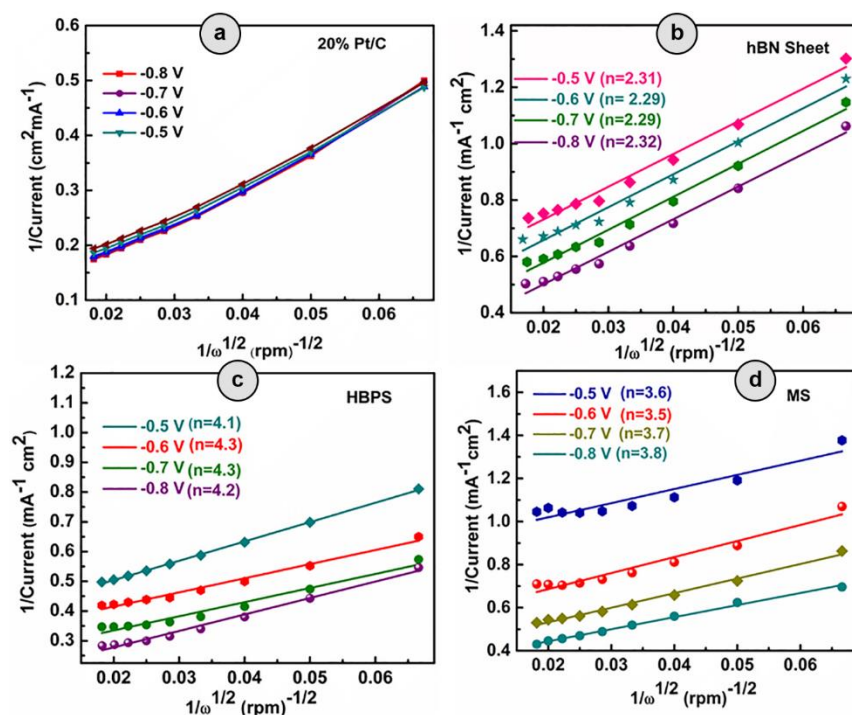 a
20% Pt/C
-0.8 V
-0.7 V
-0.6 V
-0.5 V
0.5
0.4
0.3
0.2
0.1
1/Current (cm²mA⁻¹)
0.02 0.03 0.04 0.05 0.06
1/ω^1/2 (rpm)^-1/2
b
hBN Sheet
-0.5 V (n=2.31)
-0.6 V (n= 2.29)
-0.7 V (n=2.29)
-0.8 V (n=2.32)
1.4
1.2
1.0
0.8
0.6
0.4
1/Current (mA⁻¹ cm²)
0.02 0.03 0.04 0.05 0.06
1/ω^1/2 (rpm)^-1/2
c
HBPS
-0.5 V (n=4.1)
-0.6 V (n=4.3)
-0.7 V (n=4.3)
-0.8 V (n=4.2)
1.2
1.1
1.0
0.9
0.8
0.7
0.6
0.5
0.4
0.3
1/Current (mA⁻¹ cm²)
0.02 0.03 0.04 0.05 0.06
1/ω^1/2 (rpm)^-1/2
d
MS
-0.5 V (n=3.6)
-0.6 V (n=3.5)
-0.7 V (n=3.7)
-0.8 V (n=3.8)
1.6
1.4
1.2
1.0
0.8
0.6
0.4
1/Current (mA⁻¹ cm²)
0.02 0.03 0.04 0.05 0.06
1/ω^1/2 (rpm)^-1/2